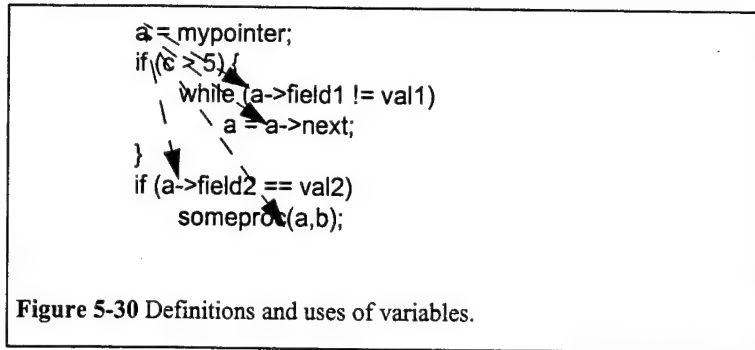 a = mypointer;
if (c > 5) {
while (a->field1 != val1)
a = a->next;
}
if (a->field2 == val2)
someproc(a,b);
Figure 5-30 Definitions and uses of variables.